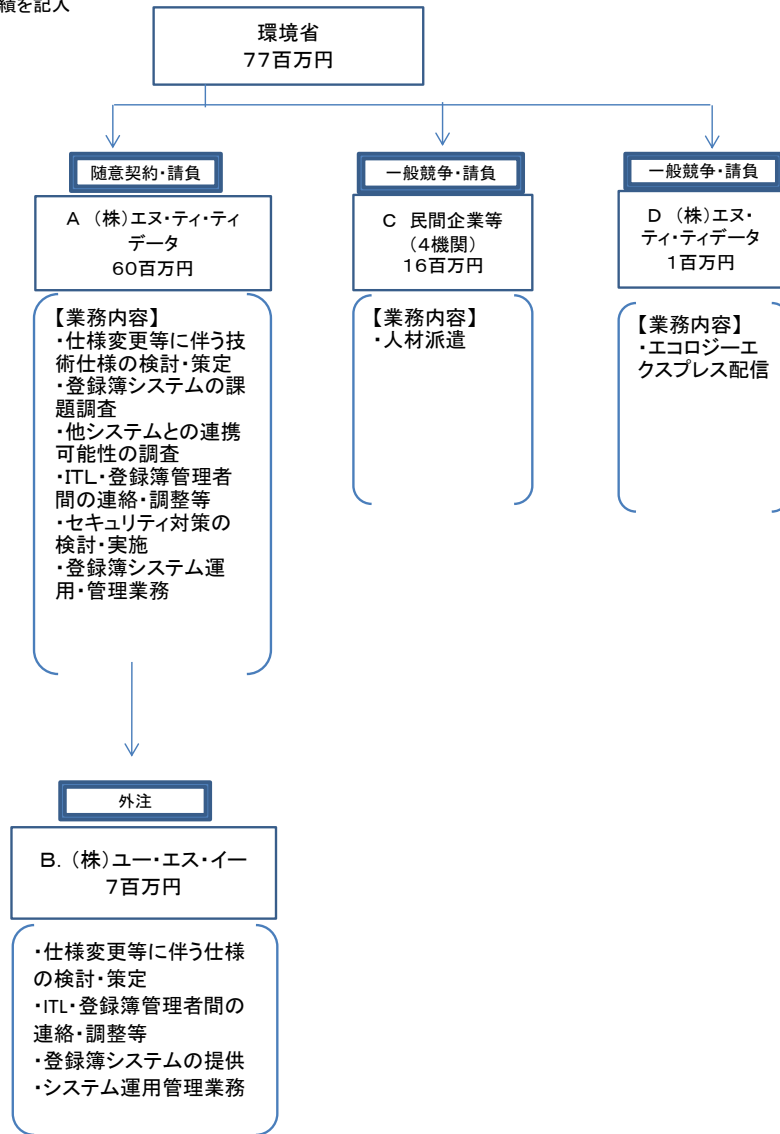 績を記入
環境省
77百万円
随意契約・請負
A （株）エヌ・ティ・ティ
データ
60百万円
【業務内容】
・仕様変更等に伴う技
術仕様の検討・策定
・登録簿システムの課
題調査
・他システムとの連携
可能性の調査
・ITL・登録簿管理者
間の連絡・調整等
・セキュリティ対策の
検討・実施
・登録簿システム運
用・管理業務
一般競争・請負
C 民間企業等
（4機関）
16百万円
【業務内容】
・人材派遣
一般競争・請負
D （株）エヌ・
ティ・ティデータ
1百万円
【業務内容】
・エコロジーエ
クスプレス配信
外注
B. （株）ユー・エス・イー
7百万円
・仕様変更等に伴う仕様
の検討・策定
・ITL・登録簿管理者間の
連絡・調整等
・登録簿システムの提供
・システム運用管理業務